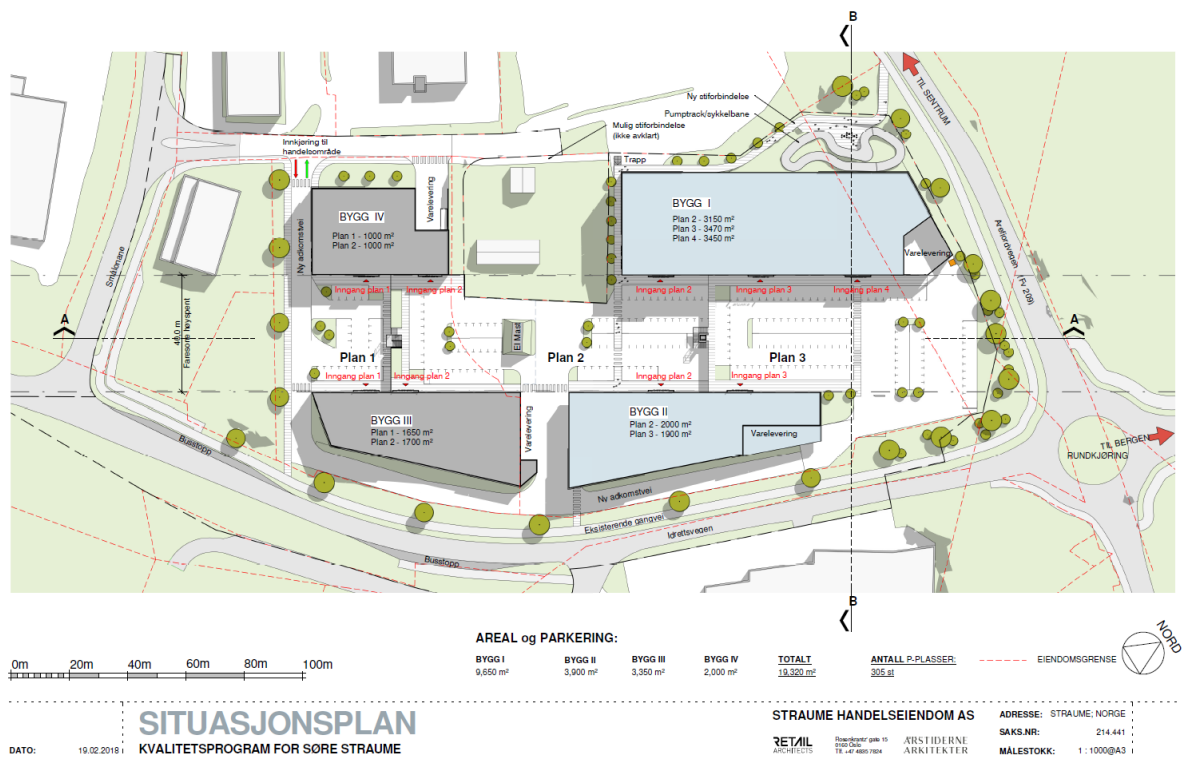 B
TIL SENTRUM
Ny stiforbindelse
Pumptrack/sykkelbane
Mulig stiforbindelse
(ikke avklart)
Innkjøring til
handelsområde
Trapp
BYGG IV
Plan 1 - 1000 m²
Plan 2 - 1000 m²
Varelevering
BYGG I
Plan 2 - 3150 m²
Plan 3 - 3470 m²
Plan 4 - 3450 m²
Varelevering
Arefjordvegen (Fv 209)
Ny adkomstvei
Smålonane
Inngang plan 1
Inngang plan 2
Inngang plan 2
Inngang plan 3
Inngang plan 4
A
40,0 m
Faresone høyspent
El Mast
A
Plan 1
Plan 2
Plan 3
Inngang plan 1
Inngang plan 2
Inngang plan 2
Inngang plan 3
BYGG III
Plan 1 - 1650 m²
Plan 2 - 1700 m²
Varelevering
BYGG II
Plan 2 - 2000 m²
Plan 3 - 1900 m²
Varelevering
TIL BERGEN
RUNDKJØRING
Busstopp
Ny adkomstvei
Eksisterende gangvei
Idrettsvegen
Busstopp
B
AREAL og PARKERING:
BYGG I
BYGG II
BYGG III
BYGG IV
TOTALT
ANTALL P-PLASSER:
EIENDOMSGRENSE
NORD
9,650 m²
3,900 m²
3,350 m²
2,000 m²
19,320 m²
305 st
0m 20m 40m 60m 80m 100m
SITUASJONSPLAN
DATO: 19.02.2018
KVALITETSPROGRAM FOR SØRE STRAUME
STRAUME HANDELSEIENDOM AS
RETAIL
ARCHITECTS
Rosenkrantz' gate 15
0160 Oslo
ÅRSTIDERNE
ARKITEKTER
ADRESSE: STRAUME; NORGE
SAKS.NR: 214.441
MÅLESTOKK: 1 : 1000@A3